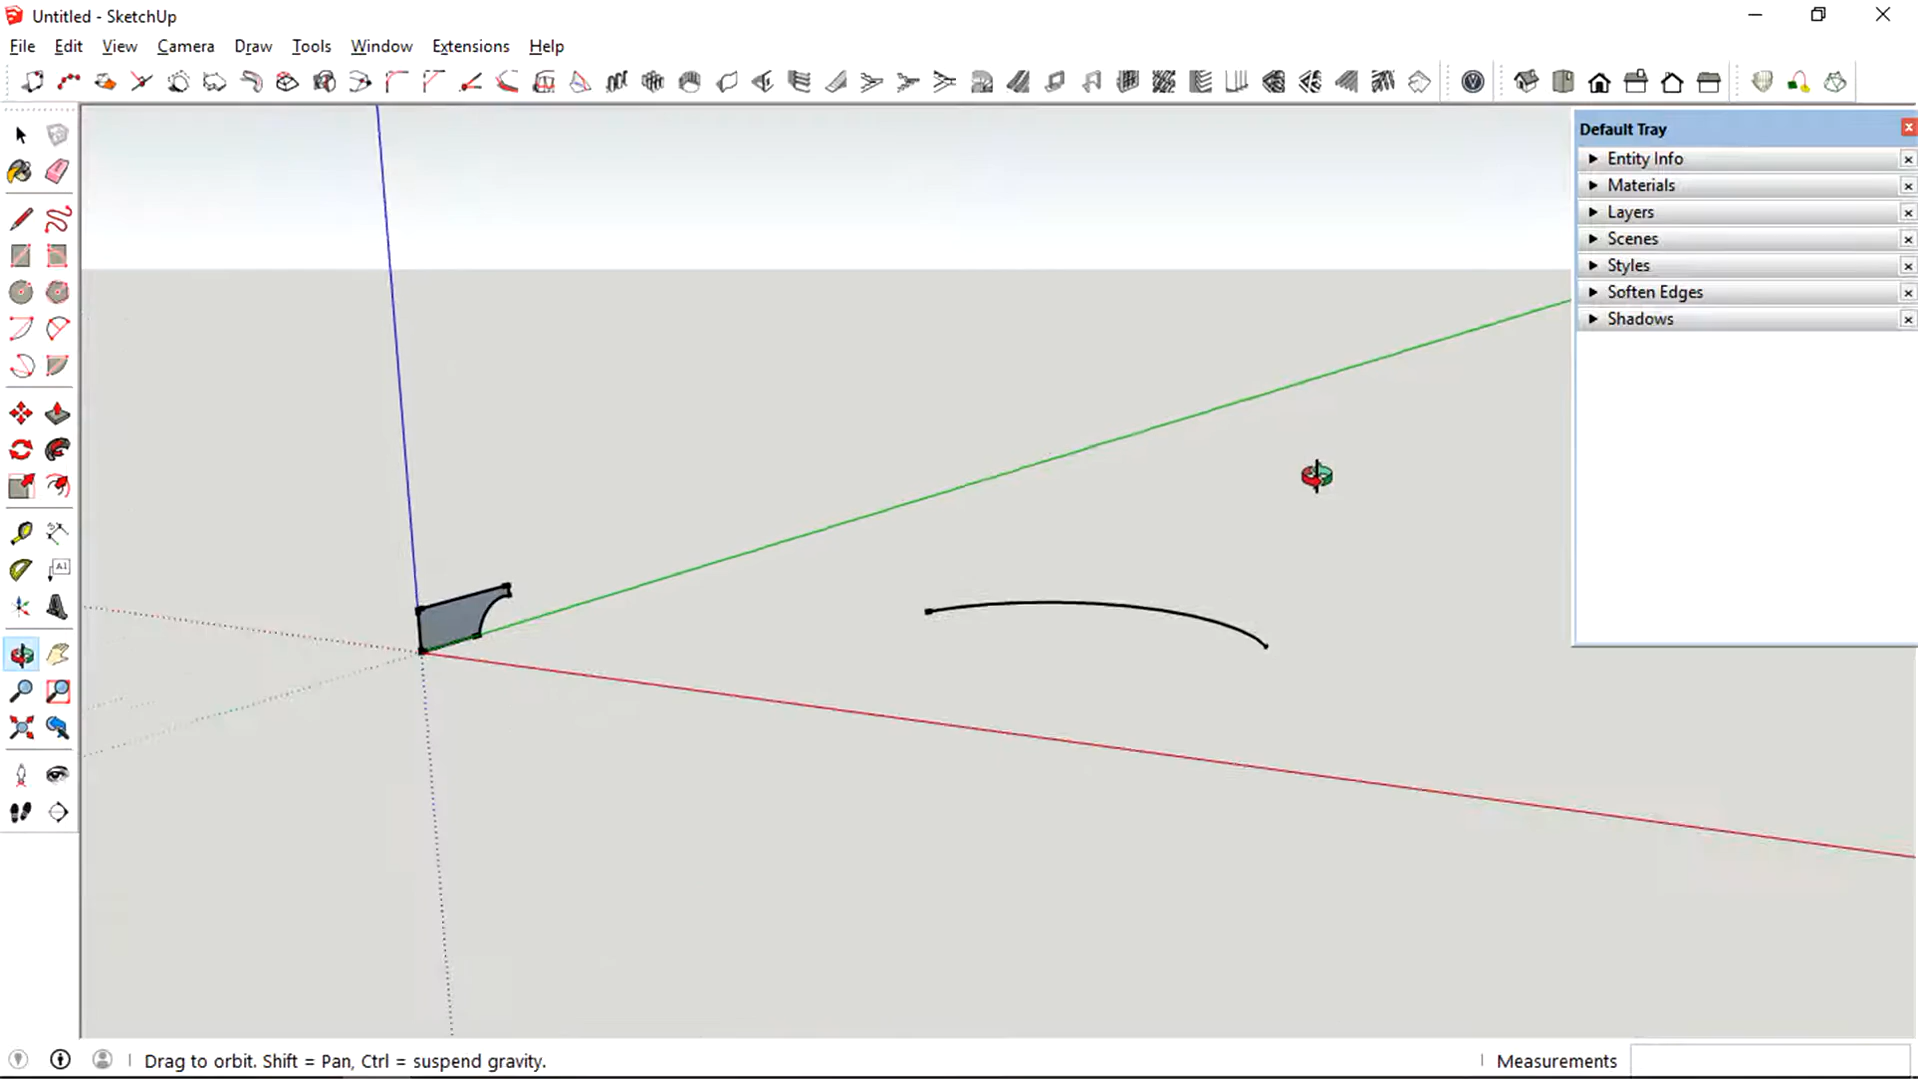 Untitled - SketchUp
File Edit View Camera Draw Tools Window Extensions Help
Default Tray
Entity Info
Materials
Layers
Scenes
Styles
Soften Edges
Shadows
A1
Drag to orbit. Shift = Pan, Ctrl = suspend gravity.
Measurements